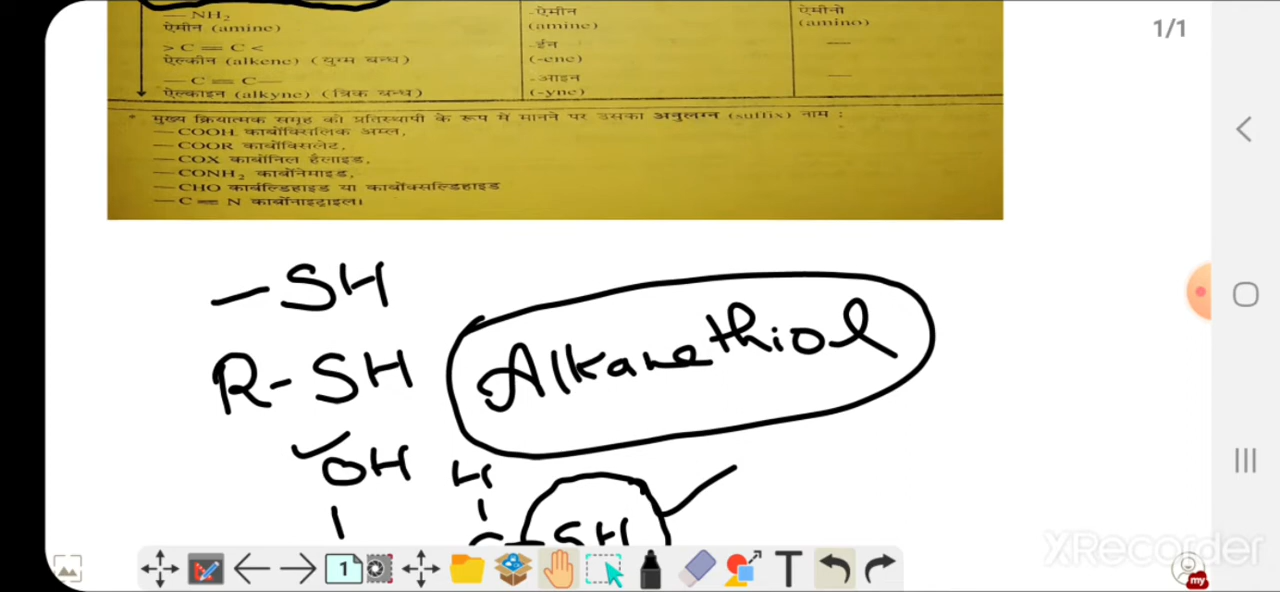 — NH₂ -ऐमीन ऐमीनो
ऐमीन (amine) (amine) (amino)
> C = C < -ईन —
ऐल्कीन (alkene) (युग्म बन्ध) (-ene)
— C ≡ C— -आइन —
ऐल्काइन (alkyne) (त्रिक बन्ध) (-yne)
* मुख्य क्रियात्मक समूह को प्रतिस्थापी के रूप में मानने पर उसका अनुलग्न (suffix) नाम :
— COOH कार्बोक्सिलिक अम्ल,
— COOR कार्बोक्सिलेट,
— COX कार्बोनिल हैलाइड,
— CONH₂ कार्बोनेमाइड,
— CHO कार्बल्डिहाइड या कार्बोक्सल्डिहाइड
— C ≡ N कार्बोनाइट्राइल।
1/1
—SH
R-SH Alkanethiol
OH H
C-SH
1
T
XRecorder
my